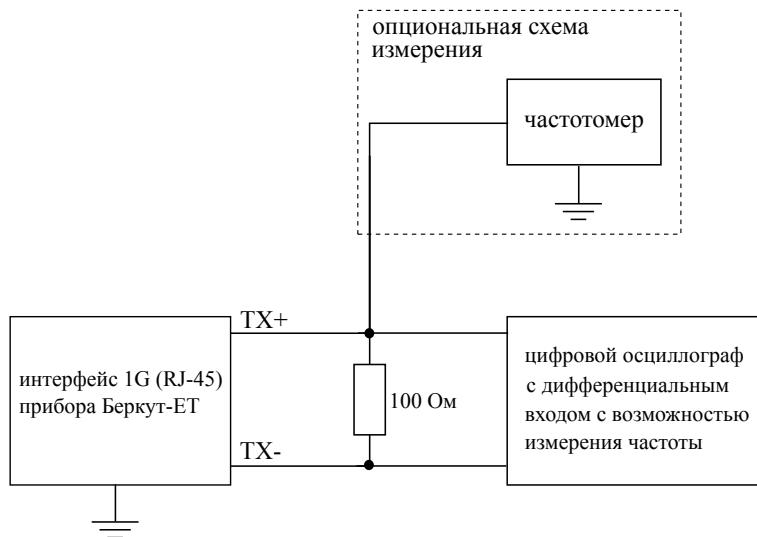 опциональная схема
измерения
частотомер
TX+
интерфейс 1G (RJ-45)
прибора Беркут-ET
100 Ом
TX-
цифровой осциллограф
с дифференциальным
входом с возможностью
измерения частоты